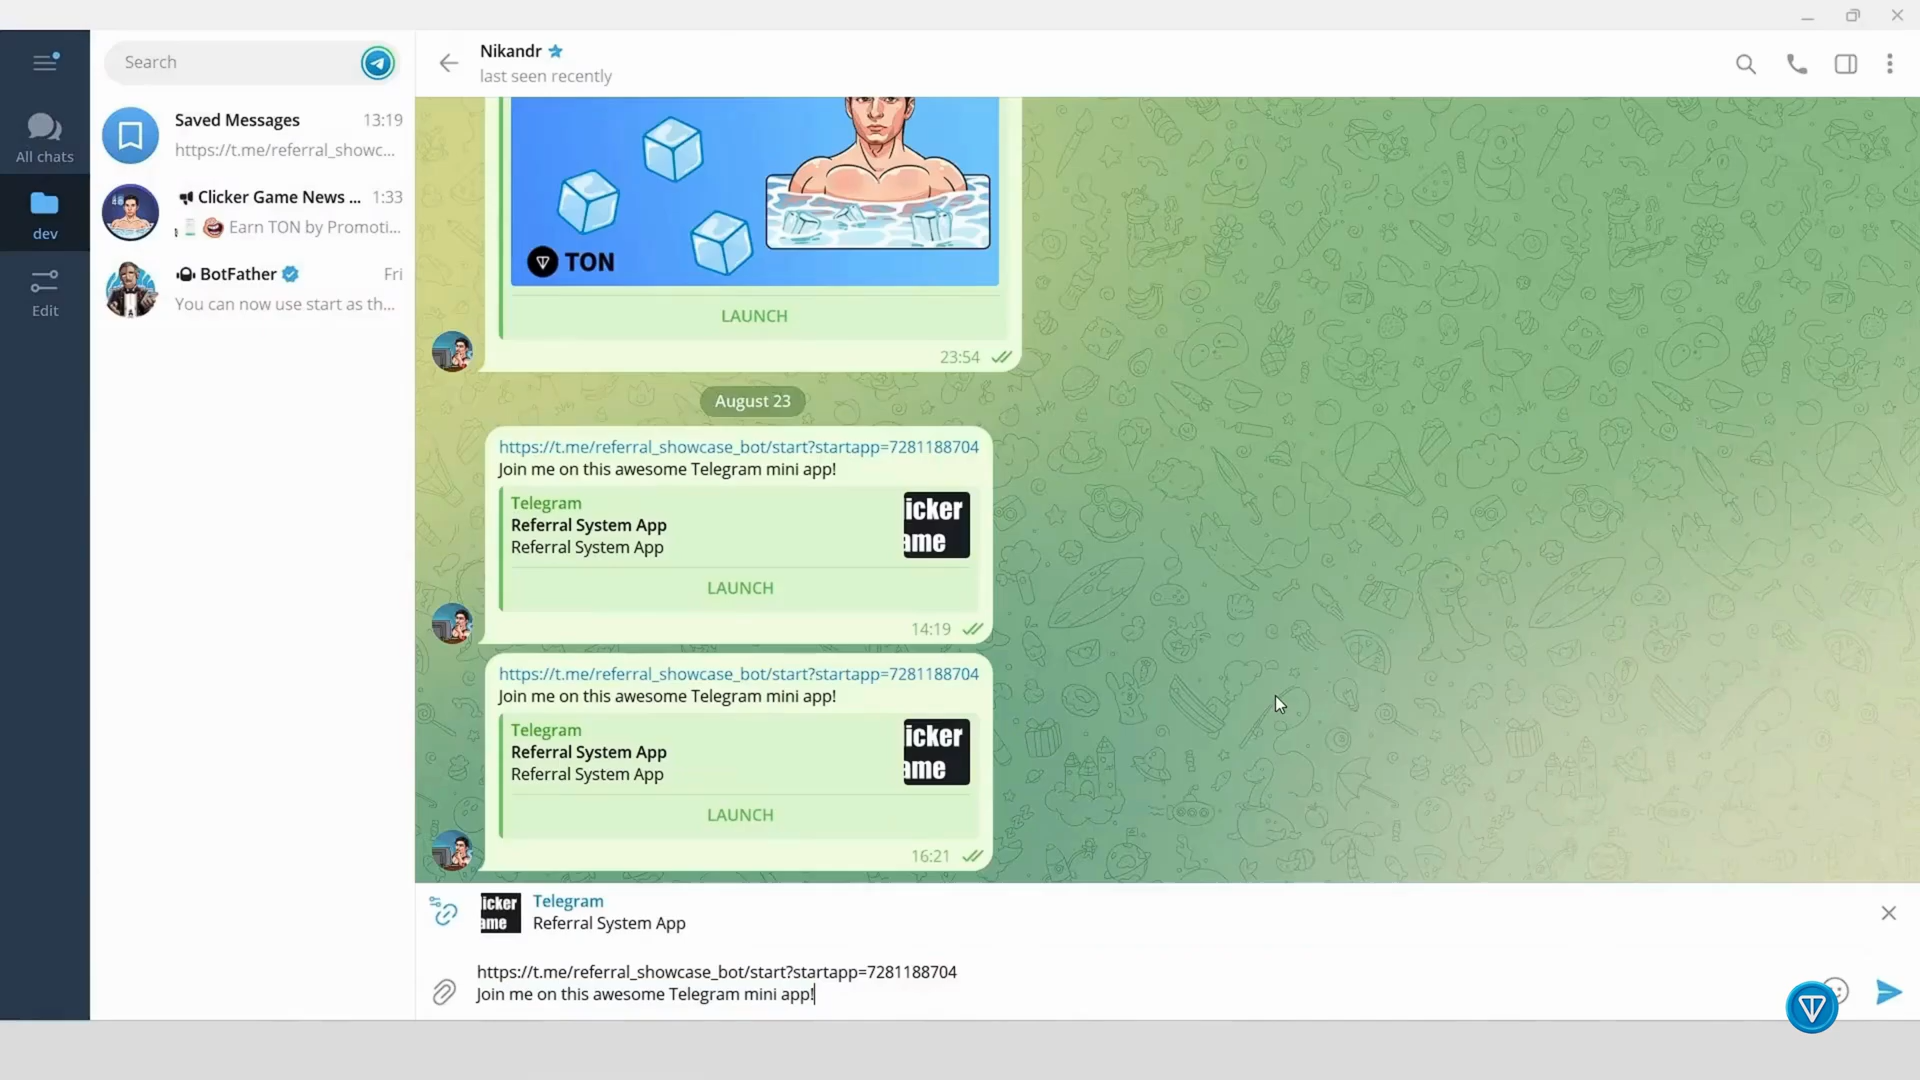 Search
All chats
dev
Edit
Saved Messages 13:19
https://t.me/referral_showc...
Clicker Game News ... 1:33
Earn TON by Promoti...
BotFather Fri
You can now use start as th...
Nikandr
last seen recently
TON
LAUNCH
23:54
August 23
https://t.me/referral_showcase_bot/start?startapp=7281188704
Join me on this awesome Telegram mini app!
Telegram
Referral System App
Referral System App
icker
ame
LAUNCH
14:19
https://t.me/referral_showcase_bot/start?startapp=7281188704
Join me on this awesome Telegram mini app!
Telegram
Referral System App
Referral System App
icker
ame
LAUNCH
16:21
icker
ame
Telegram
Referral System App
https://t.me/referral_showcase_bot/start?startapp=7281188704
Join me on this awesome Telegram mini app!